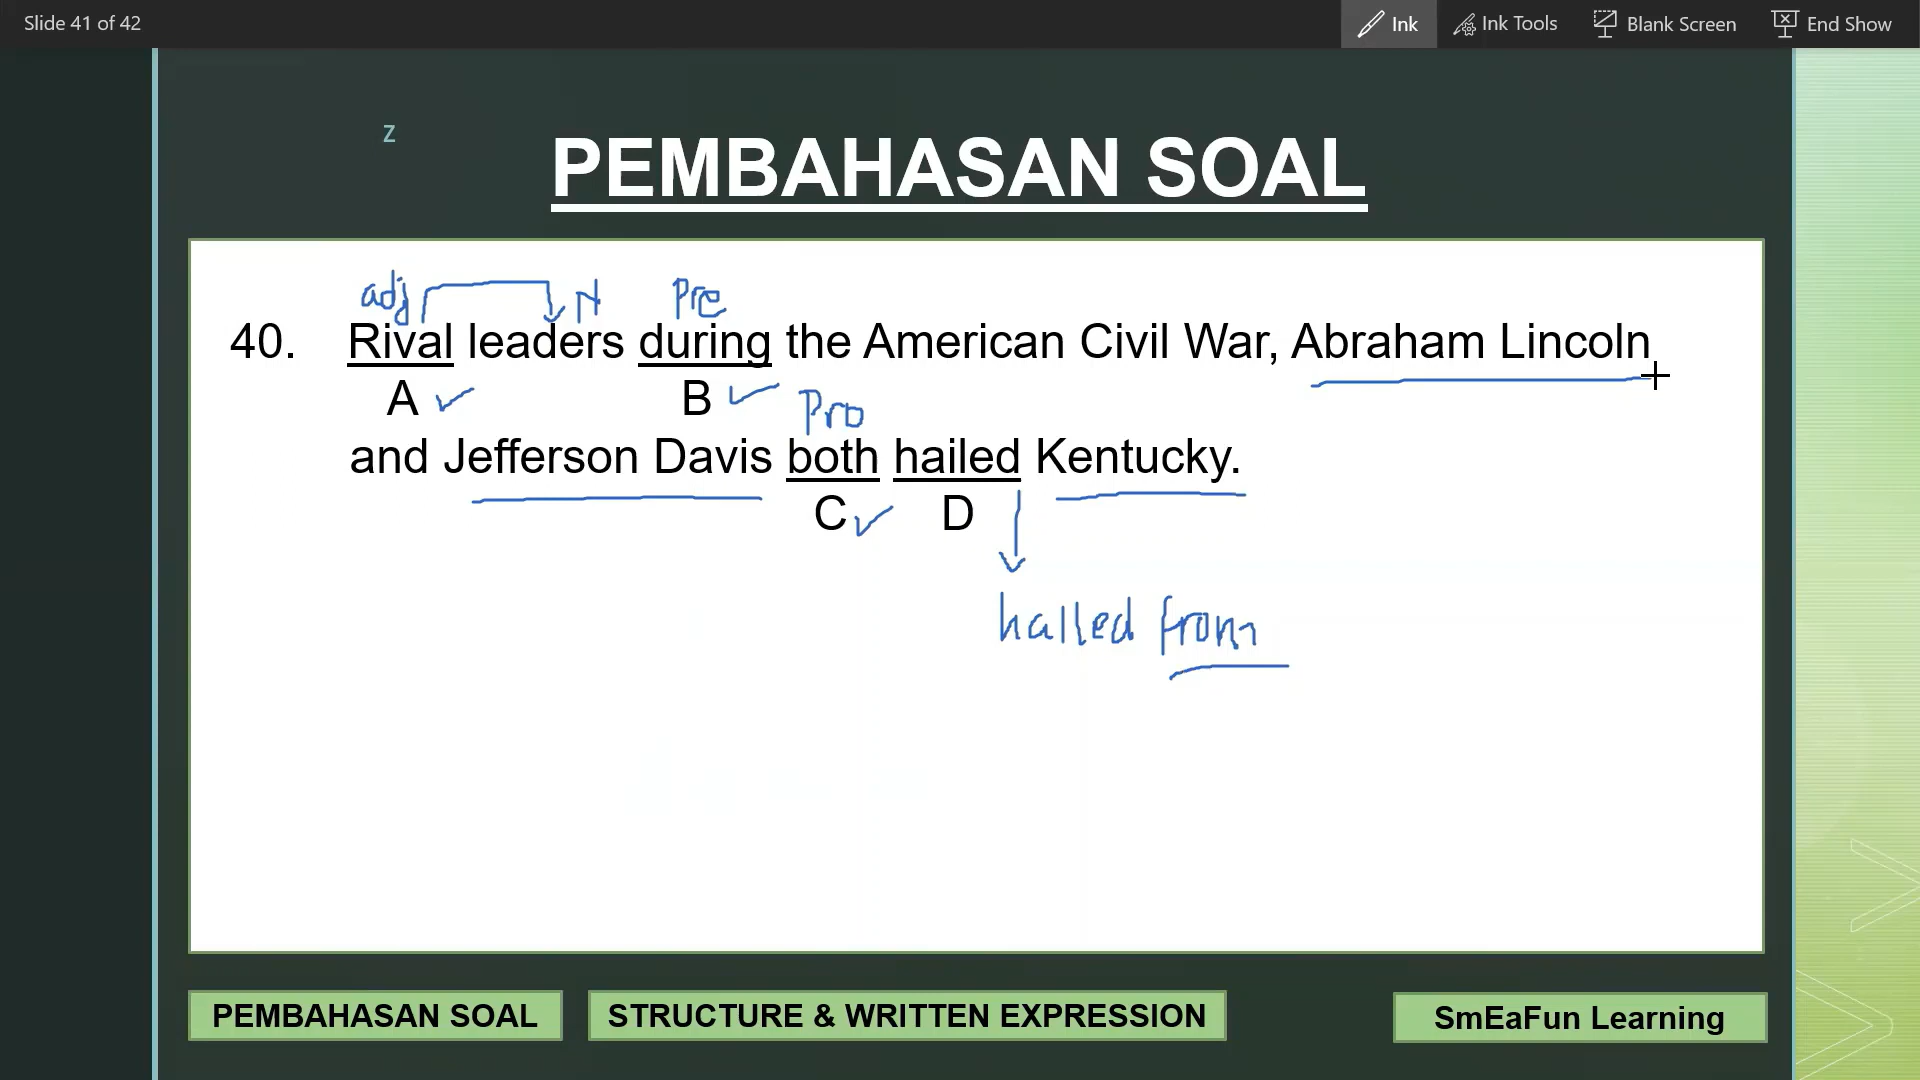 Slide 41 of 42
Ink
Ink Tools
Blank Screen
End Show
z
PEMBAHASAN SOAL
adj N Pre
40. Rival leaders during the American Civil War, Abraham Lincoln
A B Pro
and Jefferson Davis both hailed Kentucky.
C D
hailed from
PEMBAHASAN SOAL
STRUCTURE & WRITTEN EXPRESSION
SmEaFun Learning